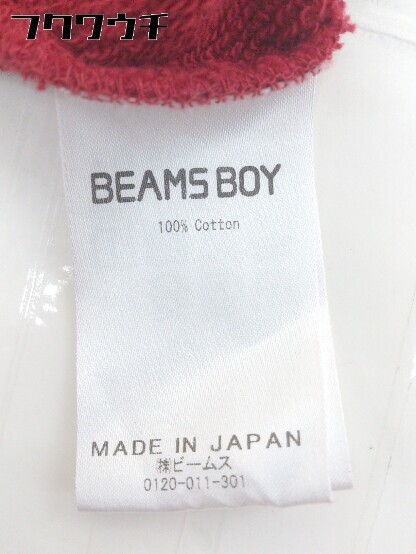 フクワウチ
BEAMS BOY
100% Cotton
MADE IN JAPAN
㈱ビームス
0120-011-301